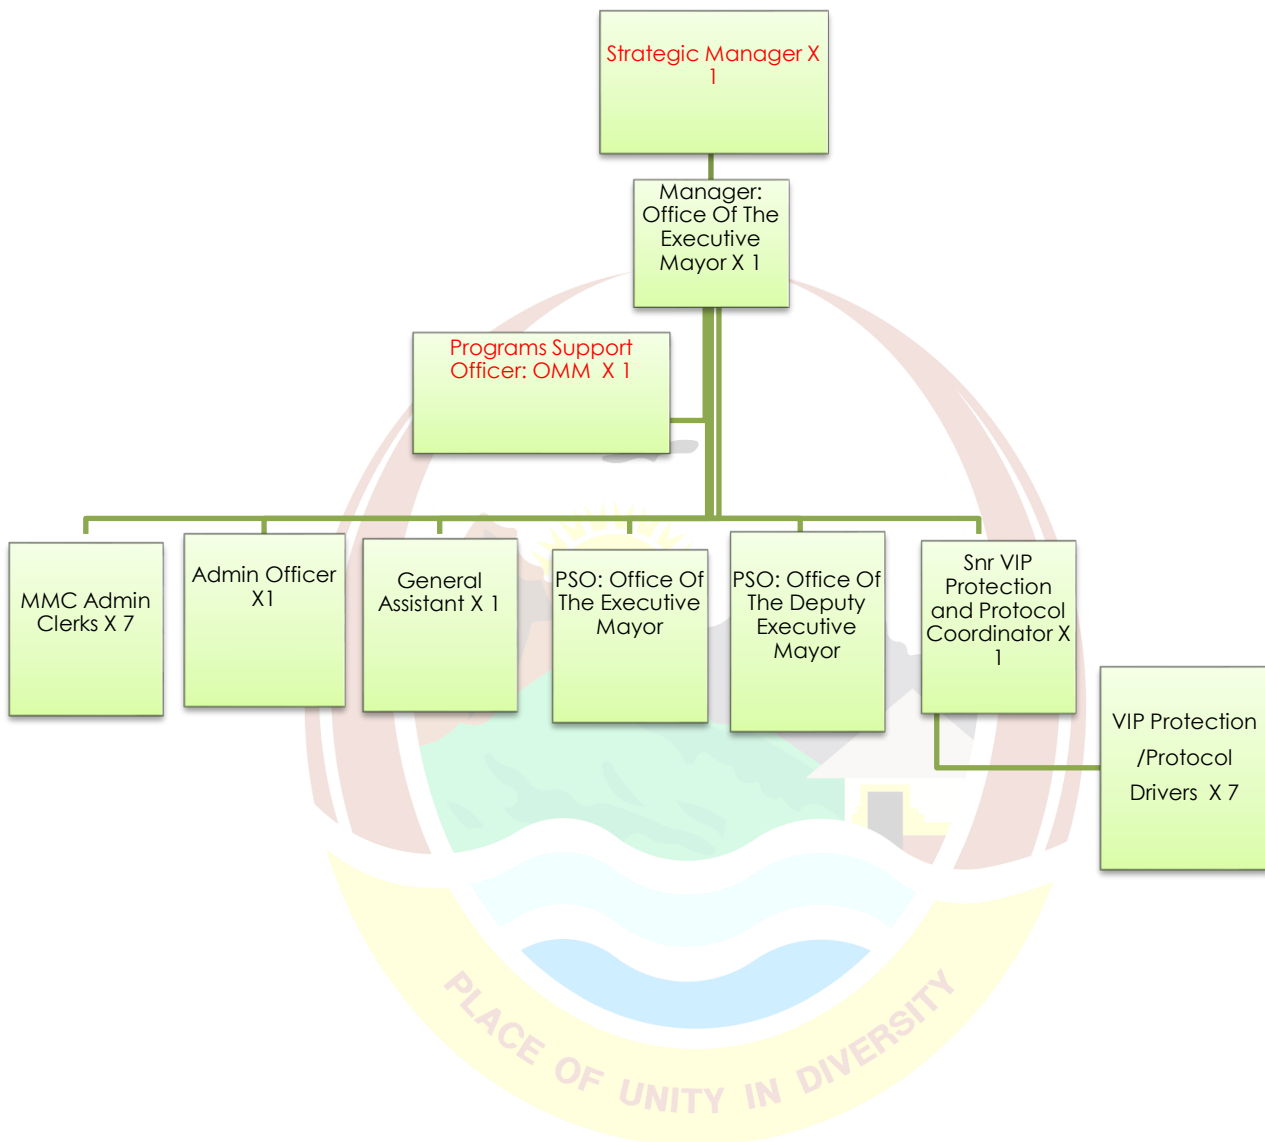 Strategic Manager X
1
Manager:
Office Of The
Executive
Mayor X 1
Programs Support
Officer: OMM  X 1
MMC Admin
Clerks X 7
Admin Officer
X1
General
Assistant X 1
PSO: Office Of
The Executive
Mayor
PSO: Office Of
The Deputy
Executive
Mayor
Snr VIP
Protection
and Protocol
Coordinator X
1
VIP Protection
/Protocol
Drivers  X 7
PLACE OF UNITY IN DIVERSITY